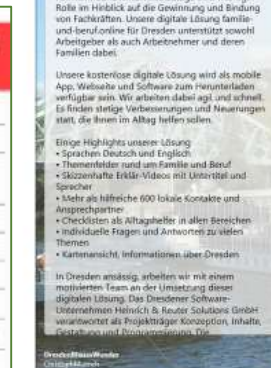 Rolle im Hinblick auf die Gewinnung und Bindung
von Fachkräften. Unsere digitale Lösung familie-
und-beruf.online für Dresden unterstützt sowohl
Arbeitgeber als auch Arbeitnehmer und deren
Familien dabei.
Unsere kostenlose digitale Lösung wird als mobile
App, Webseite und Software zum Herunterladen
verfügbar sein. Wir arbeiten dabei agil und schnell.
Es finden stetige Verbesserungen und Neuerungen
statt, die Ihnen im Alltag helfen sollen.
Einige Highlights unserer Lösung
• Sprachen Deutsch und Englisch
• Themenfelder rund um Familie und Beruf
• Skizzenhafte Erklär-Videos mit Untertitel und
Sprecher
• Mehr als hilfreiche 600 lokale Kontakte und
Ansprechpartner
• Checklisten als Alltagshelfer in allen Bereichen
• Individuelle Fragen und Antworten zu vielen
Themen
• Kartenansicht, Informationen über Dresden
In Dresden ansässig, arbeiten wir mit einem
motivierten Team an der Umsetzung dieser
digitalen Lösung. Das Dresdener Software-
Unternehmen Heinrich & Reuter Solutions GmbH
verantwortet als Projektträger Konzeption, Inhalte,
Gestaltung und Programmierung. Die